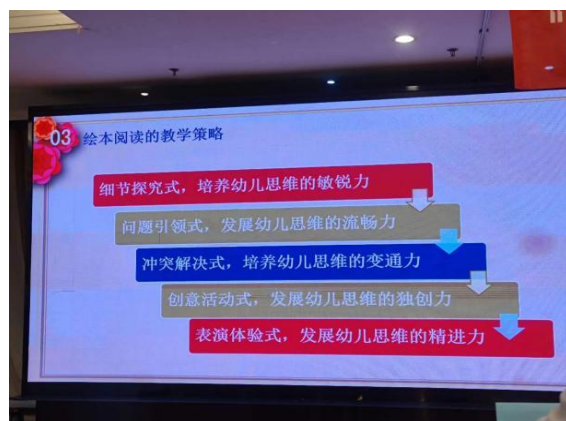 03 绘本阅读的教学策略
细节探究式，培养幼儿思维的敏锐力
问题引领式，发展幼儿思维的流畅力
冲突解决式，培养幼儿思维的变通力
创意活动式，发展幼儿思维的独创力
表演体验式，发展幼儿思维的精进力